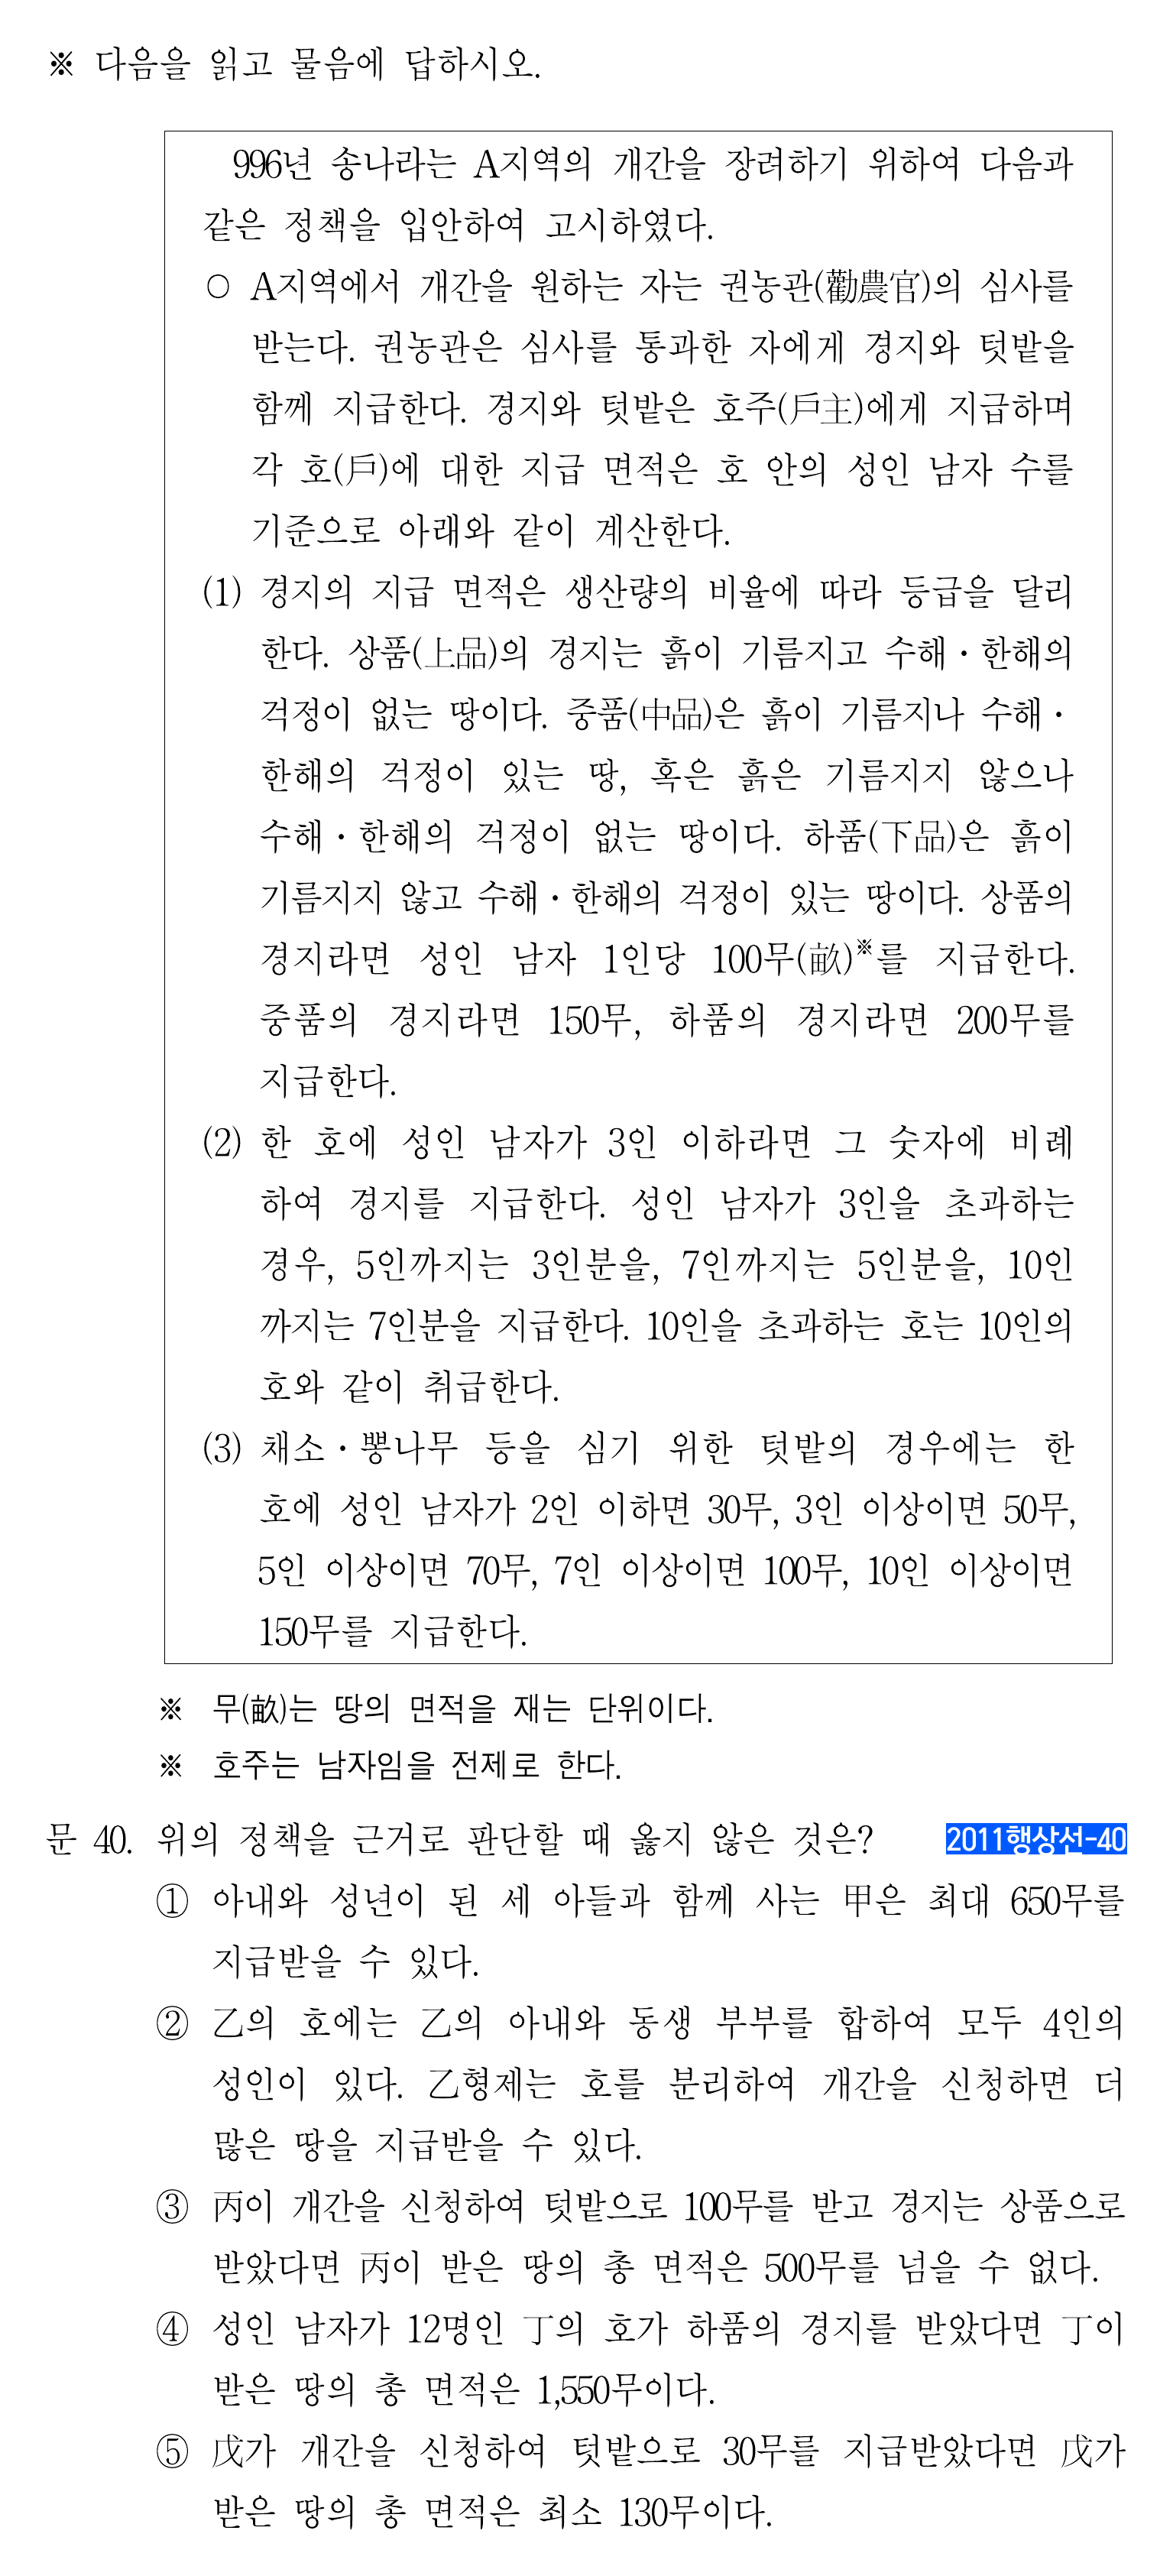 ※ 다음을 읽고 물음에 답하시오.
996년 송나라는 A지역의 개간을 장려하기 위하여 다음과
같은 정책을 입안하여 고시하였다.
○ A지역에서 개간을 원하는 자는 권농관(勸農官)의 심사를
받는다. 권농관은 심사를 통과한 자에게 경지와 텃밭을
함께 지급한다. 경지와 텃밭은 호주(戶主)에게 지급하며
각 호(戶)에 대한 지급 면적은 호 안의 성인 남자 수를
기준으로 아래와 같이 계산한다.
(1) 경지의 지급 면적은 생산량의 비율에 따라 등급을 달리
한다. 상품(上品)의 경지는 흙이 기름지고 수해·한해의
걱정이 없는 땅이다. 중품(中品)은 흙이 기름지나 수해·
한해의 걱정이 있는 땅, 혹은 흙은 기름지지 않으나
수해·한해의 걱정이 없는 땅이다. 하품(下品)은 흙이
기름지지 않고 수해·한해의 걱정이 있는 땅이다. 상품의
경지라면 성인 남자 1인당 100무(畝)※를 지급한다.
중품의 경지라면 150무, 하품의 경지라면 200무를
지급한다.
(2) 한 호에 성인 남자가 3인 이하라면 그 숫자에 비례
하여 경지를 지급한다. 성인 남자가 3인을 초과하는
경우, 5인까지는 3인분을, 7인까지는 5인분을, 10인
까지는 7인분을 지급한다. 10인을 초과하는 호는 10인의
호와 같이 취급한다.
(3) 채소·뽕나무 등을 심기 위한 텃밭의 경우에는 한
호에 성인 남자가 2인 이하면 30무, 3인 이상이면 50무,
5인 이상이면 70무, 7인 이상이면 100무, 10인 이상이면
150무를 지급한다.
※ 무(畝)는 땅의 면적을 재는 단위이다.
※ 호주는 남자임을 전제로 한다.
문 40. 위의 정책을 근거로 판단할 때 옳지 않은 것은? 2011행상선-40
① 아내와 성년이 된 세 아들과 함께 사는 甲은 최대 650무를
지급받을 수 있다.
② 乙의 호에는 乙의 아내와 동생 부부를 합하여 모두 4인의
성인이 있다. 乙형제는 호를 분리하여 개간을 신청하면 더
많은 땅을 지급받을 수 있다.
③ 丙이 개간을 신청하여 텃밭으로 100무를 받고 경지는 상품으로
받았다면 丙이 받은 땅의 총 면적은 500무를 넘을 수 없다.
④ 성인 남자가 12명인 丁의 호가 하품의 경지를 받았다면 丁이
받은 땅의 총 면적은 1,550무이다.
⑤ 戊가 개간을 신청하여 텃밭으로 30무를 지급받았다면 戊가
받은 땅의 총 면적은 최소 130무이다.